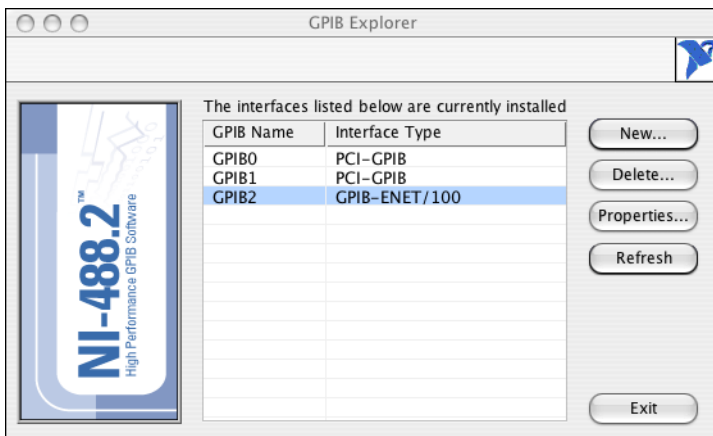 GPIB Explorer
The interfaces listed below are currently installed
GPIB Name Interface Type
GPIB0 PCI-GPIB
GPIB1 PCI-GPIB
GPIB2 GPIB-ENET/100
New...
Delete...
Properties...
Refresh
Exit
NI-488.2™
High Performance GPIB Software